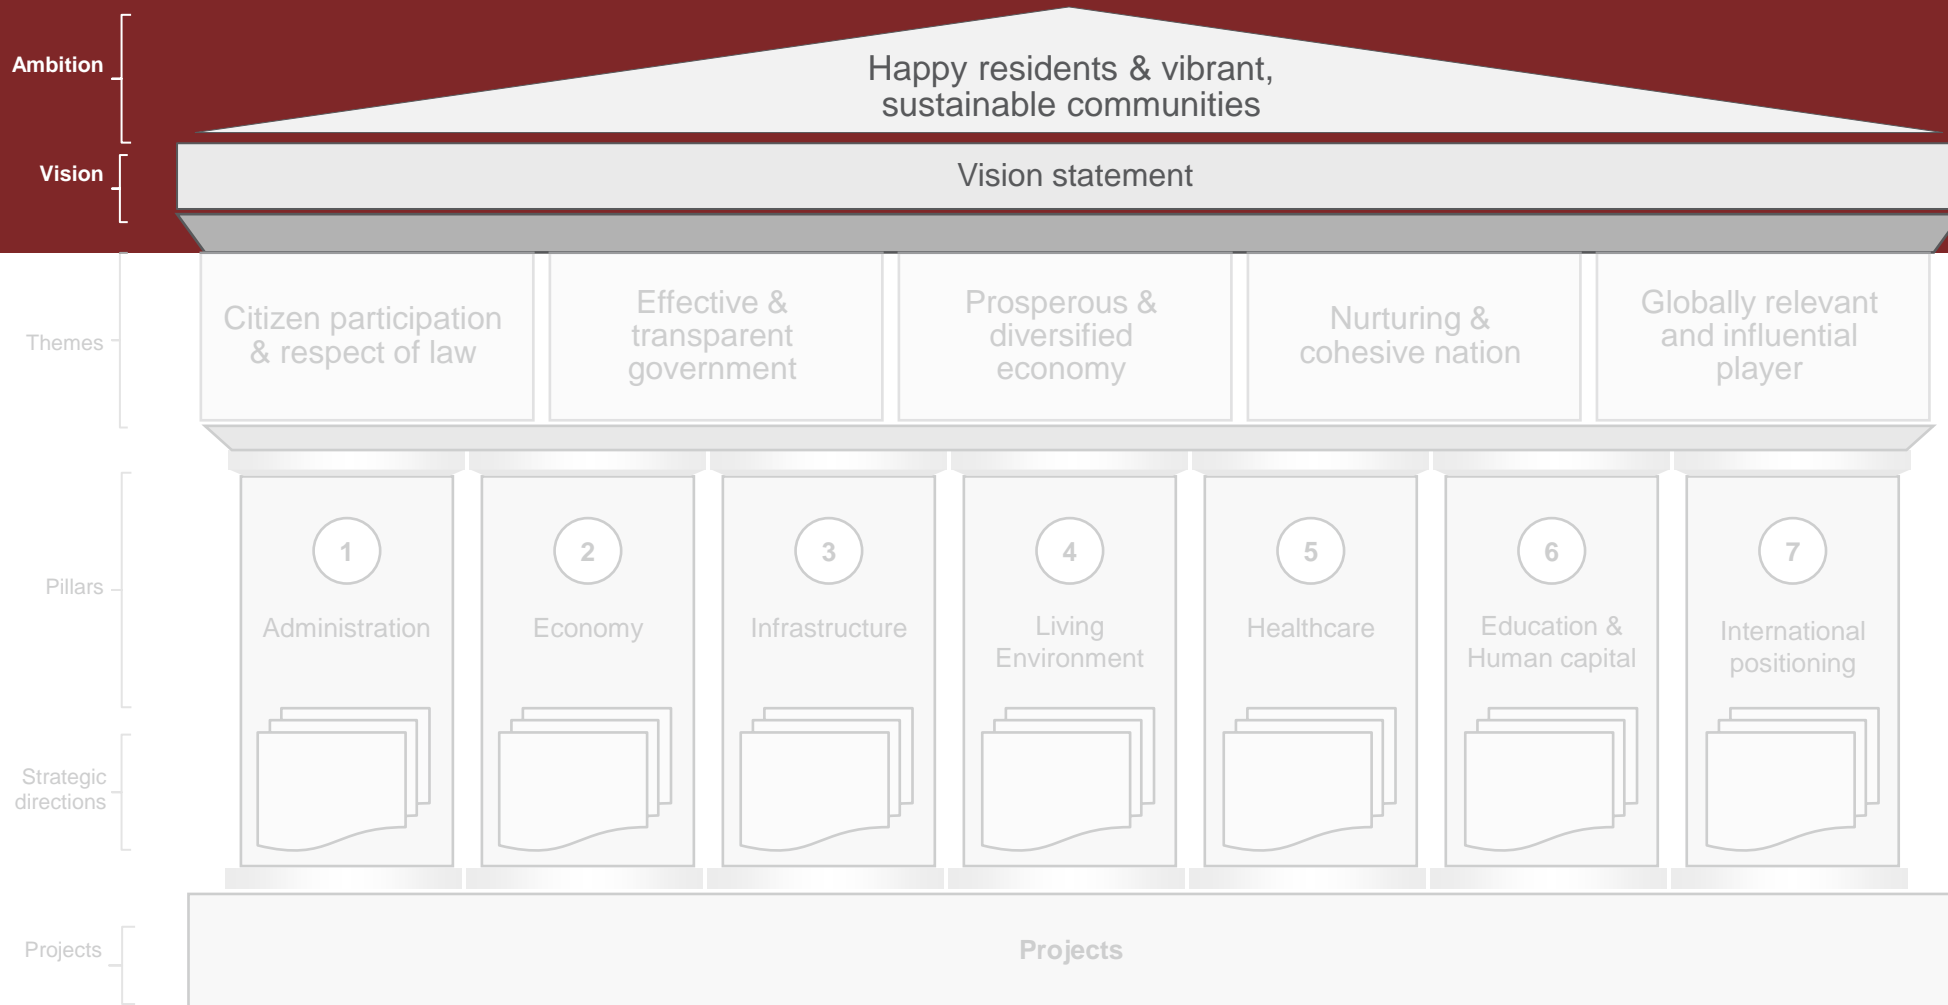 Ambition
Happy residents & vibrant,
sustainable communities
Vision
Vision statement
Themes
Citizen participation
& respect of law
Effective &
transparent
government
Prosperous &
diversified
economy
Nurturing &
cohesive nation
Globally relevant
and influential
player
Pillars
1
Administration
2
Economy
3
Infrastructure
4
Living
Environment
5
Healthcare
6
Education &
Human capital
7
International
positioning
Strategic
directions
Projects
Projects